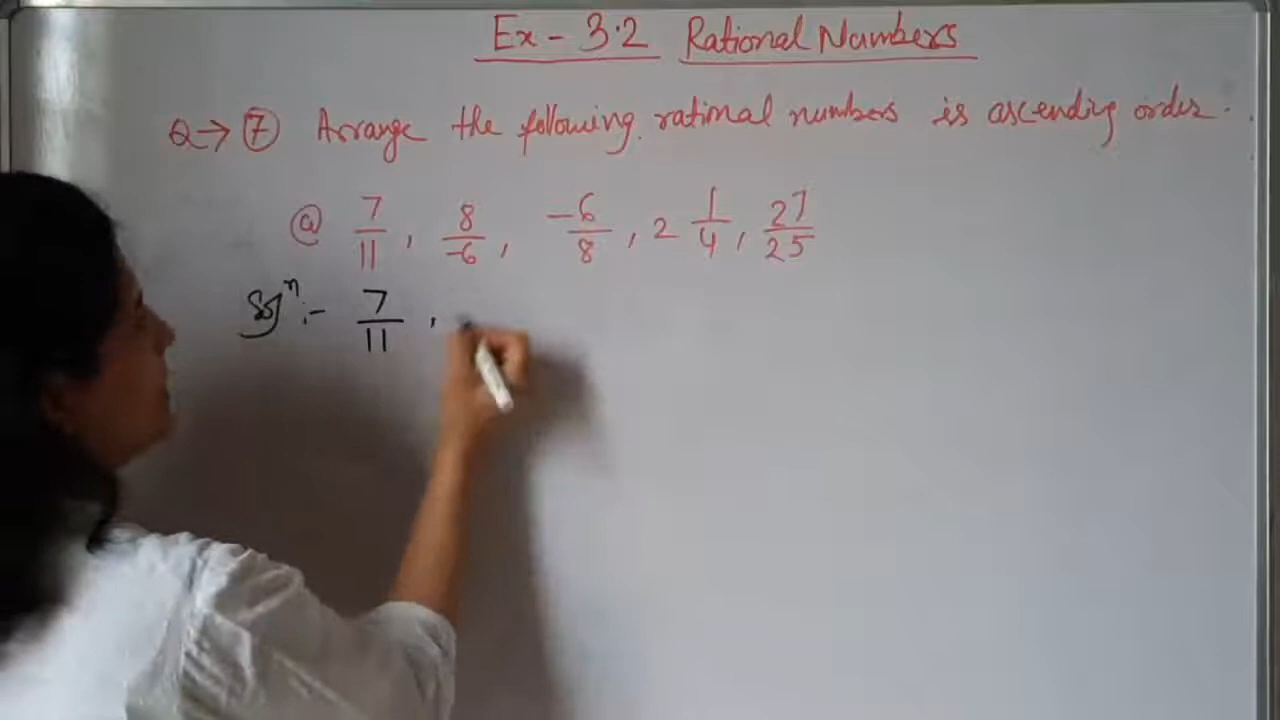 Ex - 3.2 Rational Numbers
Q→ ⑦ Arrange the following rational numbers is ascending order.
ⓐ 7/11, 8/-6, -6/8, 2 1/4, 27/25
Solⁿ:- 7/11,